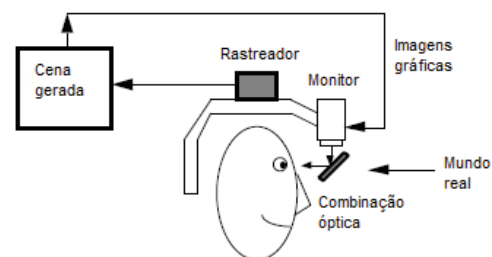 Cena
gerada
Rastreador
Monitor
Imagens
gráficas
Mundo
real
Combinação
óptica